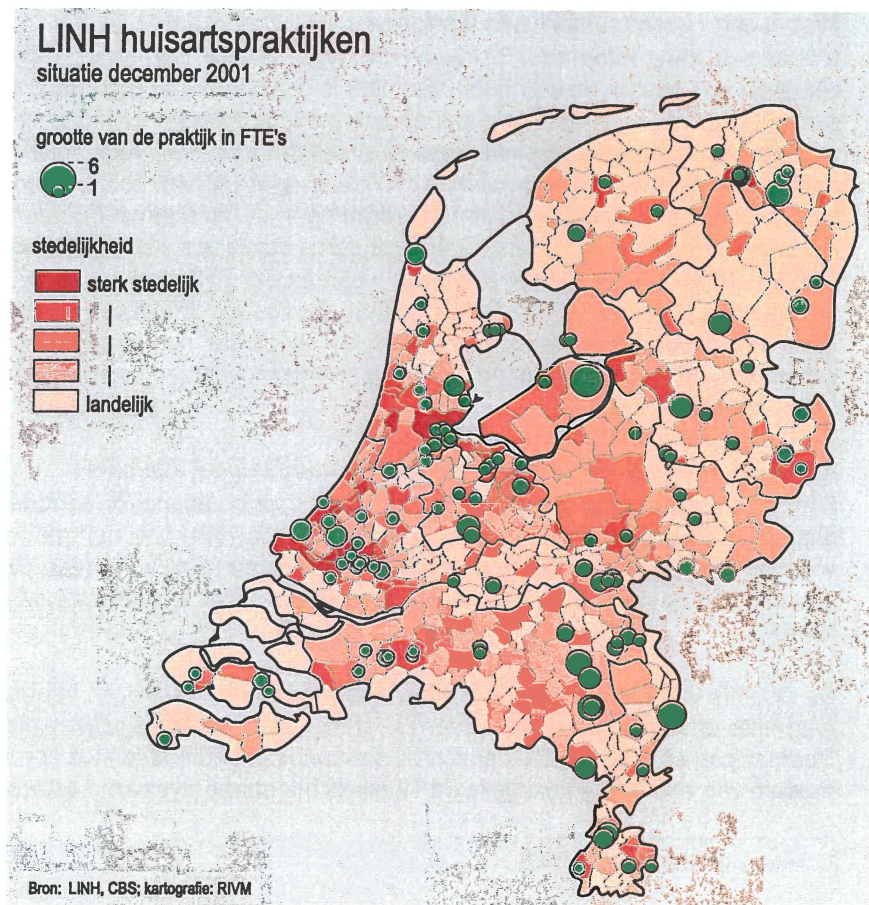 LINH huisartspraktijken
situatie december 2001
grootte van de praktijk in FTE's
6
1
stedelijkheid
sterk stedelijk
landelijk
Bron: LINH, CBS; kartografie: RIVM